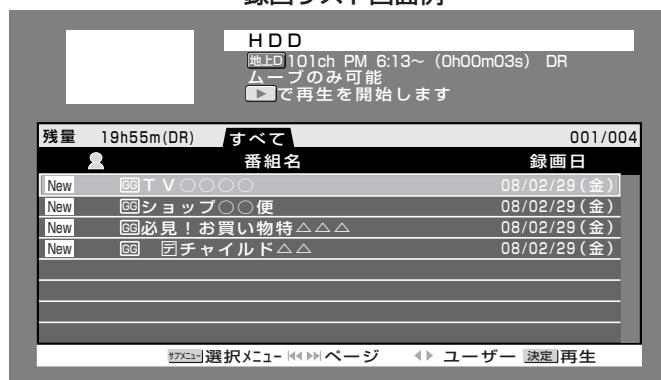 録画リスト画面例
HDD
地上D 101ch PM 6:13～ (0h00m03s) DR
ムーブのみ可能
▶で再生を開始します
残量 19h55m(DR) すべて 001/004
番組名 録画日
New GG TV○○○○ 08/02/29(金)
New GG ショップ○○便 08/02/29(金)
New GG 必見！お買い物特△△△ 08/02/29(金)
New GG デチャイルド△△ 08/02/29(金)
サブメニュー 選択メニュー ページ ユーザー 決定 再生